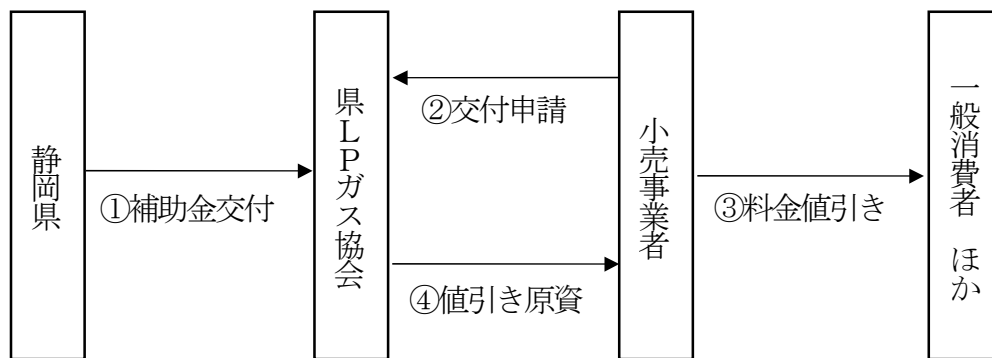 静岡県
①補助金交付
県LPガス協会
②交付申請
④値引き原資
小売事業者
③料金値引き
一般消費者 ほか